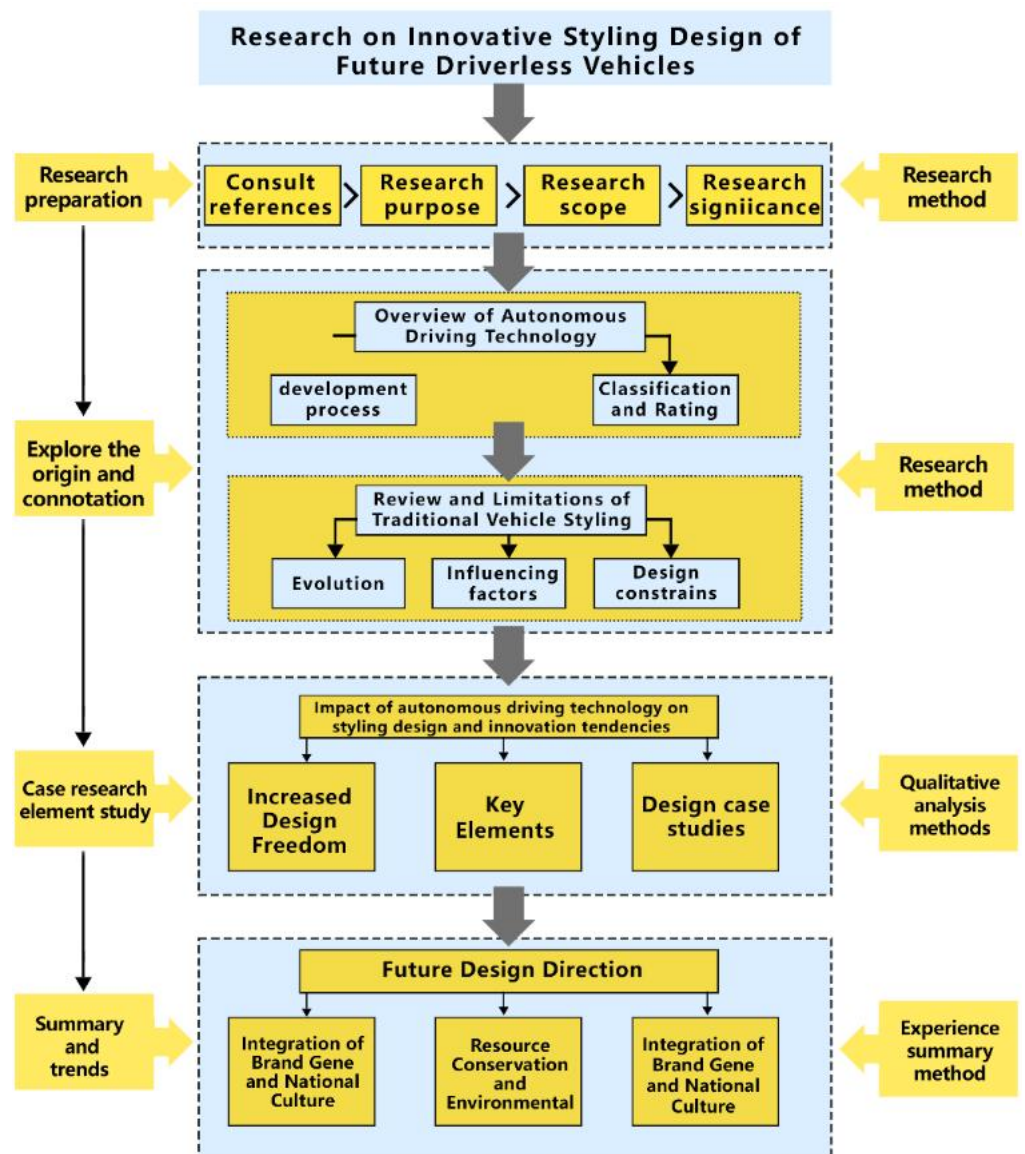 Research on Innovative Styling Design of
Future Driverless Vehicles
Research
preparation
Consult
references
>
Research
purpose
>
Research
scope
>
Research
signiicance
Research
method
Overview of Autonomous
Driving Technology
development
process
Classification
and Rating
Explore the
origin and
connotation
Research
method
Review and Limitations of
Traditional Vehicle Styling
Evolution
Influencing
factors
Design
constrains
Impact of autonomous driving technology on
styling design and innovation tendencies
Case research
element study
Increased
Design
Freedom
Key
Elements
Design case
studies
Qualitative
analysis
methods
Future Design Direction
Summary
and
trends
Integration of
Brand Gene
and National
Culture
Resource
Conservation
and
Environmental
Integration of
Brand Gene
and National
Culture
Experience
summary
method